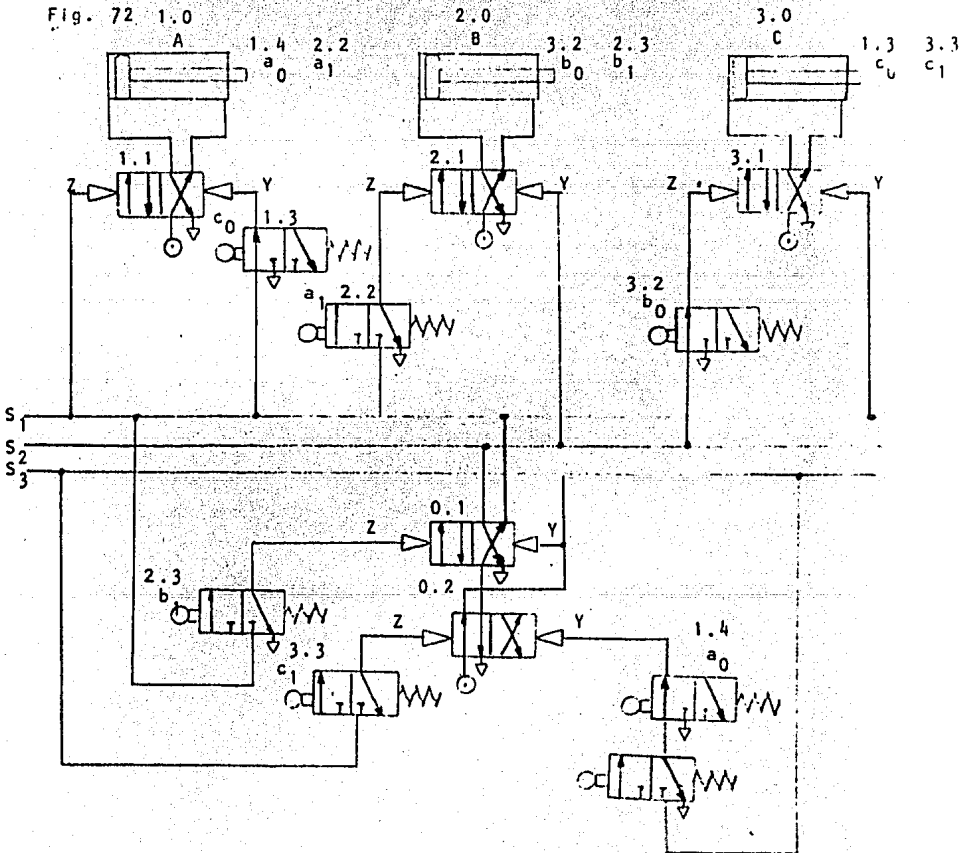 Fig. 72 1.0 2.0 3.0
A B C
1.4 2.2 3.2 2.3 1.3 3.3
a0 a1 b0 b1 c0 c1
1.1 2.1 3.1
Z Y Z Y Z Y
c0 1.3
a1 2.2
3.2
b0
S1
S2
S3
0.1
Z Y
2.3
b1
0.2
Z Y
3.3
c1
1.4
a0